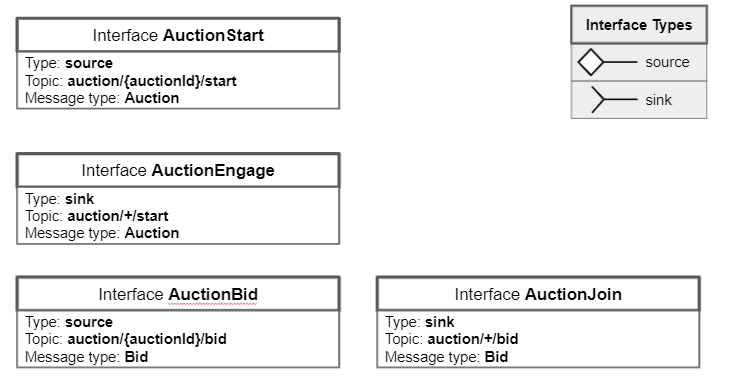 Interface AuctionStart
Type: source
Topic: auction/{auctionId}/start
Message type: Auction
Interface Types
source
sink
Interface AuctionEngage
Type: sink
Topic: auction/+/start
Message type: Auction
Interface AuctionBid
Type: source
Topic: auction/{auctionId}/bid
Message type: Bid
Interface AuctionJoin
Type: sink
Topic: auction/+/bid
Message type: Bid